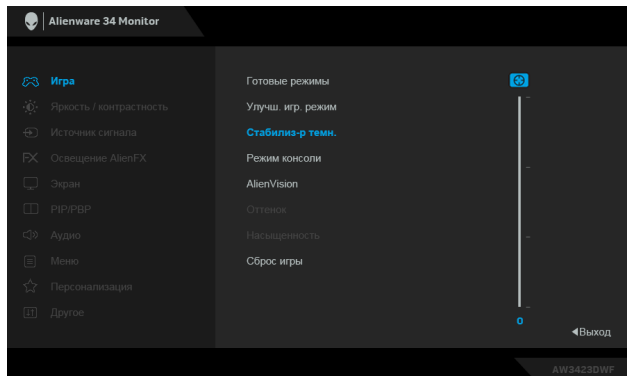 Alienware 34 Monitor
Игра
Яркость / контрастность
Источник сигнала
Освещение AlienFX
Экран
PIP/PBP
Аудио
Меню
Персонализация
Другое
Готовые режимы
Улучш. игр. режим
Стабилиз-р темн.
Режим консоли
AlienVision
Оттенок
Насыщенность
Сброс игры
0
Выход
AW3423DWF